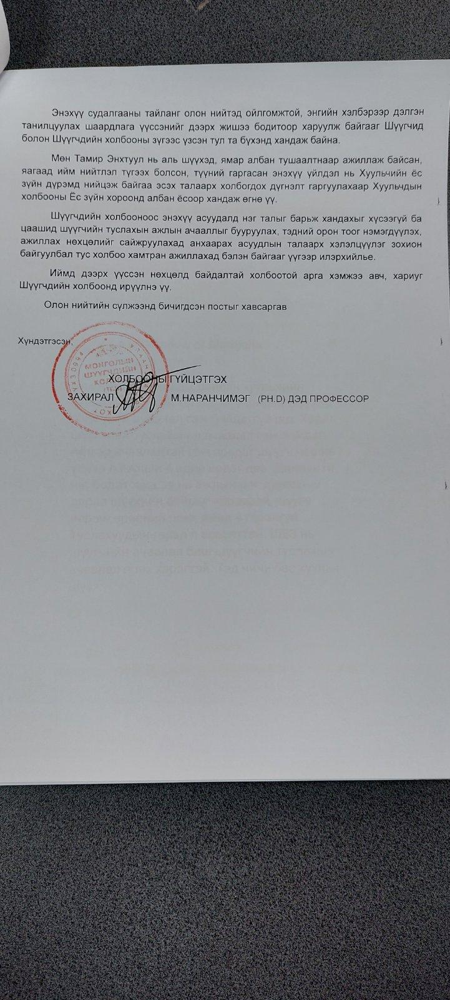 Энэхүү судалгааны тайланг олон нийтэд ойлгомжтой, энгийн хэлбэрээр дэлгэн
танилцуулах шаардлага үүссэнийг дээрх жишээ бодитоор харуулж байгааг Шүүгчид
болон Шүүгчдийн холбооны зүгээс үзсэн тул та бүхэнд хандаж байна.
Мөн Тамир Энхтуул нь аль шүүхэд, ямар албан тушаалтнаар ажиллаж байсан,
яагаад ийм нийтлэл түгээх болсон, түүний гаргасан энэхүү үйлдэл нь Хуульчийн ёс
зүйн дүрэмд нийцэж байгаа эсэх талаарх холбогдох дүгнэлт гаргуулахаар Хуульчдын
холбооны Ёс зүйн хороонд албан ёсоор хандаж өгнө үү.
Шүүгчдийн холбооноос энэхүү асуудалд нэг талыг барьж хандахыг хүсээгүй ба
цаашид шүүгчийн туслахын ажлын ачааллыг бууруулах, тэдний орон тоог нэмэгдүүлэх,
ажиллах нөхцөлийг сайжруулахад анхаарах асуудлын талаарх хэлэлцүүлэг зохион
байгуулбал тус холбоо хамтран ажиллахад бэлэн байгааг үүгээр илэрхийлье.
Иймд дээрх үүссэн нөхцөлд байдалтай холбоотой арга хэмжээ авч, хариуг
Шүүгчдийн холбоонд ирүүлнэ үү.
Олон нийтийн сүлжээнд бичигдсэн постыг хавсаргав
Хүндэтгэсэн,
МОНГОЛЫН
ШҮҮГЧДИЙН
ХОЛБООНЫ ГҮЙЦЭТГЭХ
ЗАХИРАЛ М.НАРАНЧИМЭГ (PH.D) ДЭД ПРОФЕССОР